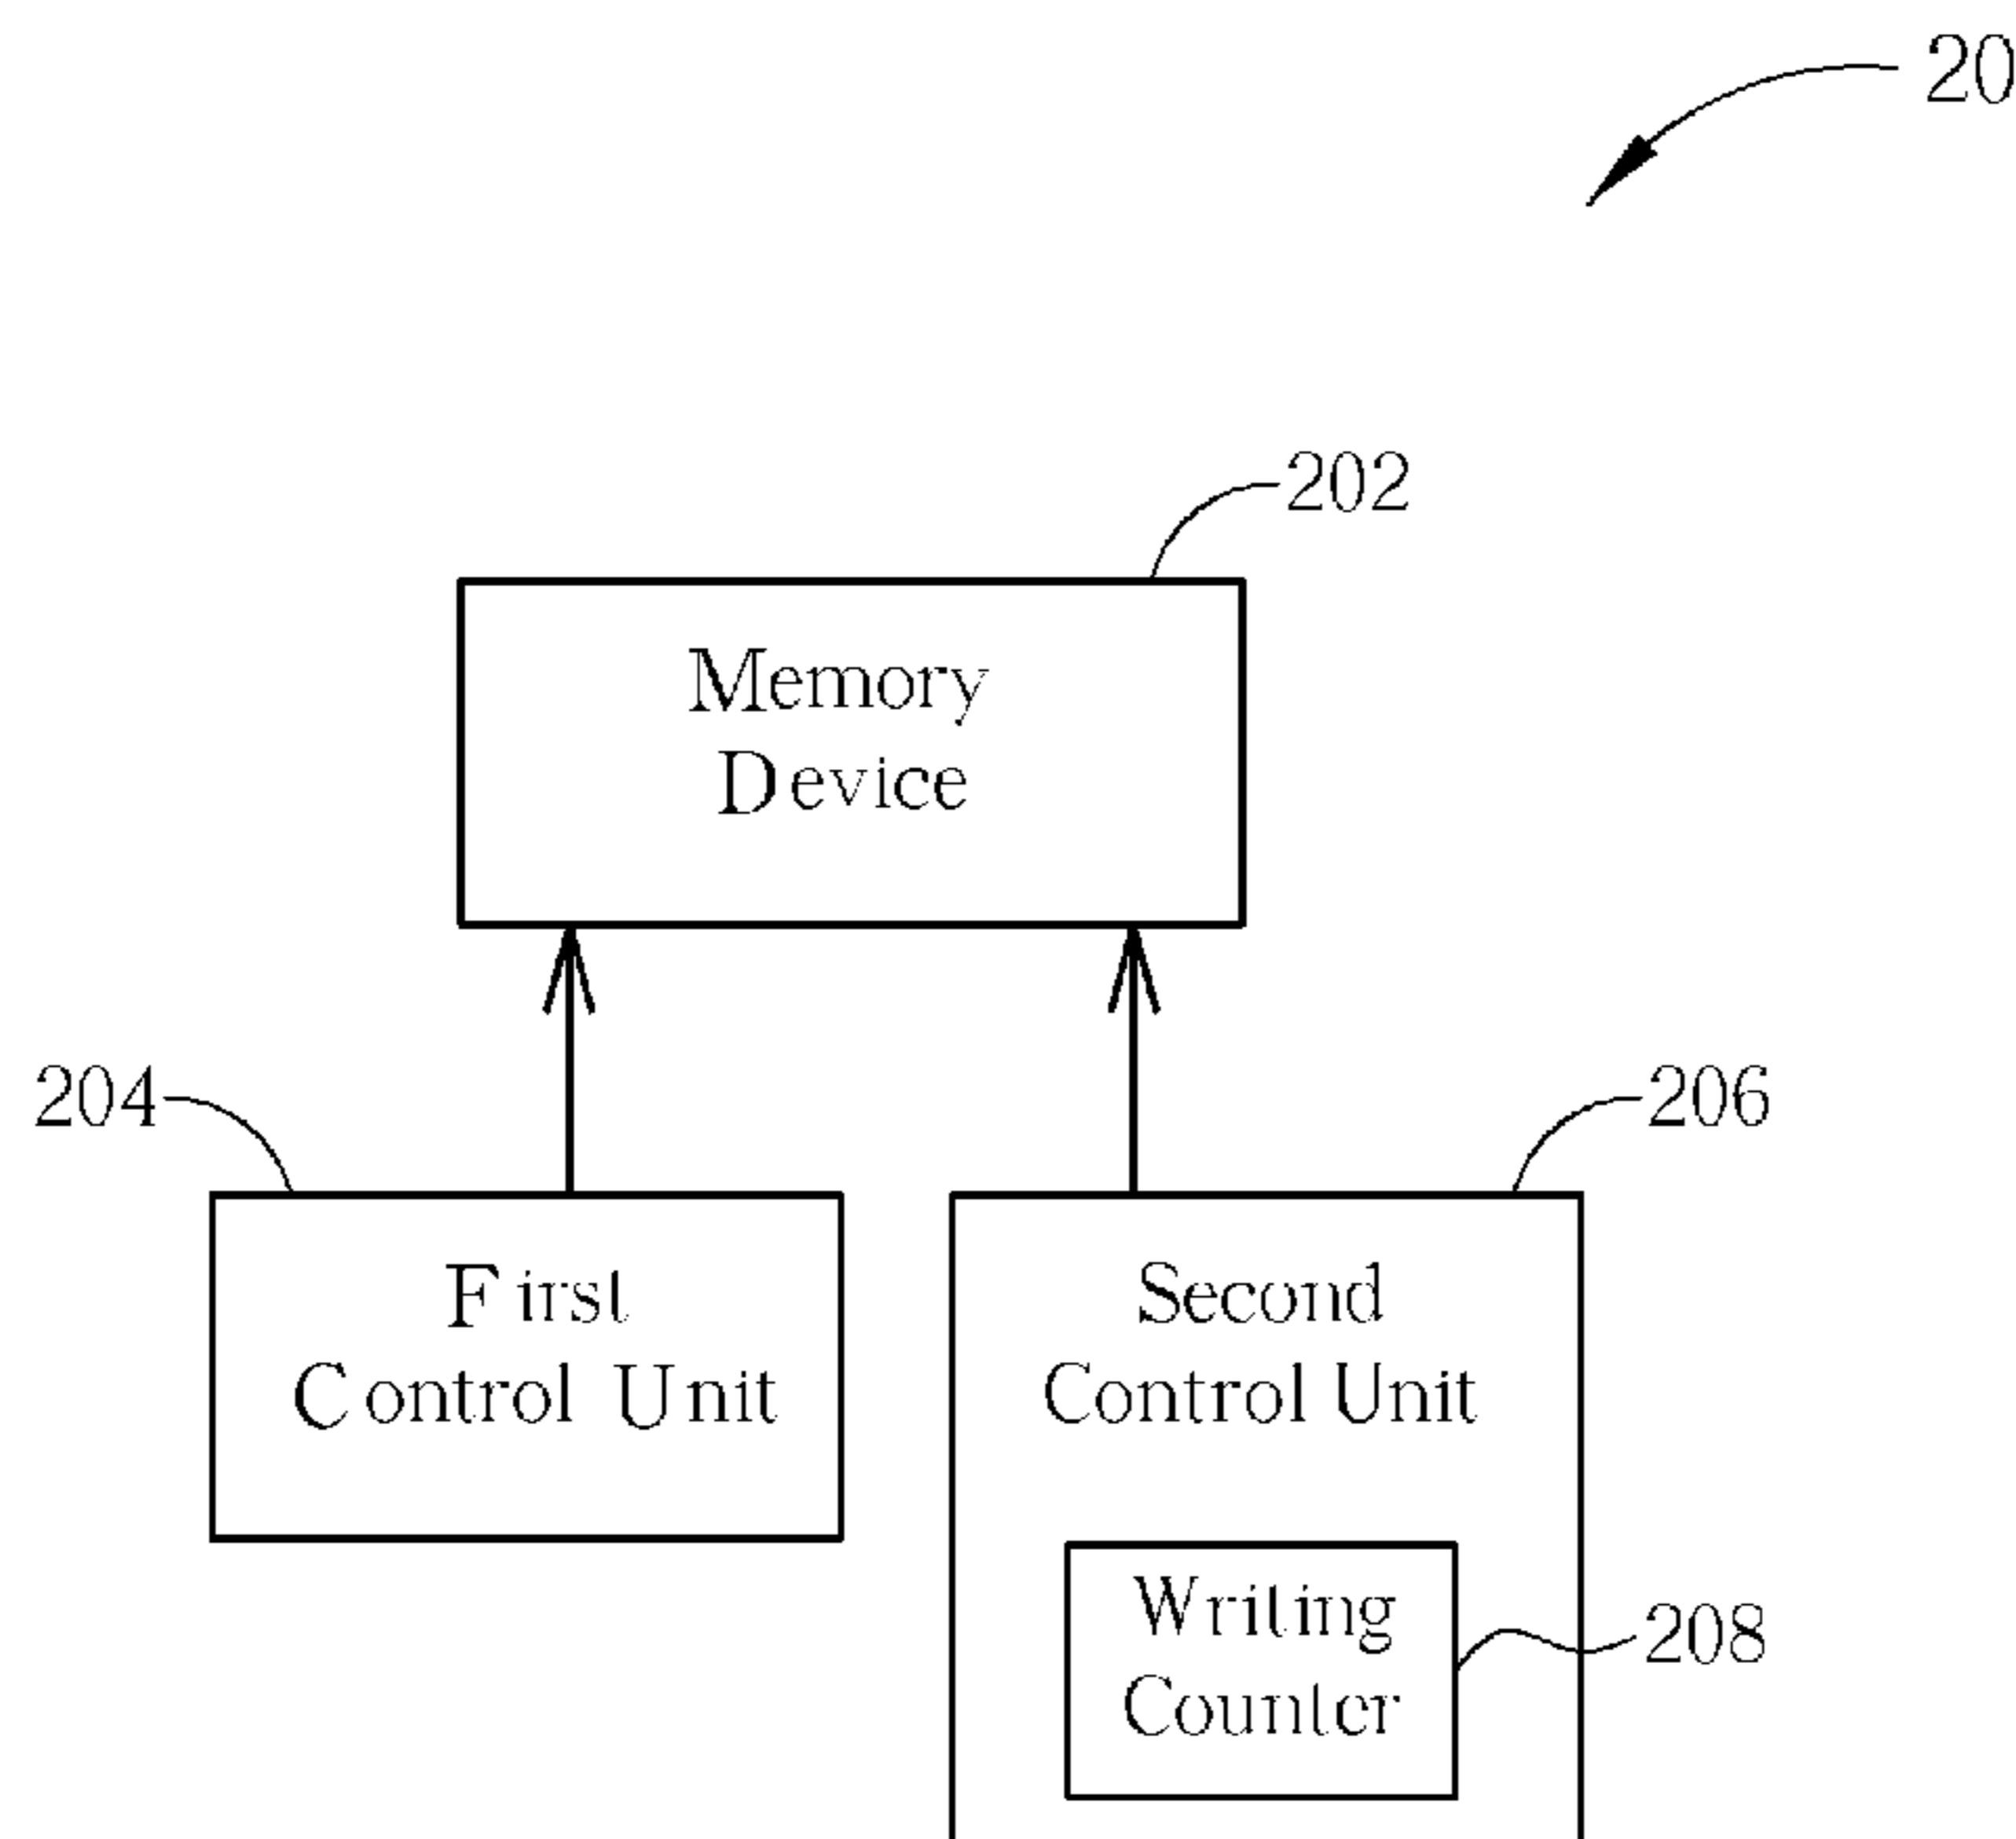 20
202
Memory
Device
204
206
First
Control Unit
Second
Control Unit
Writing
Counter
208